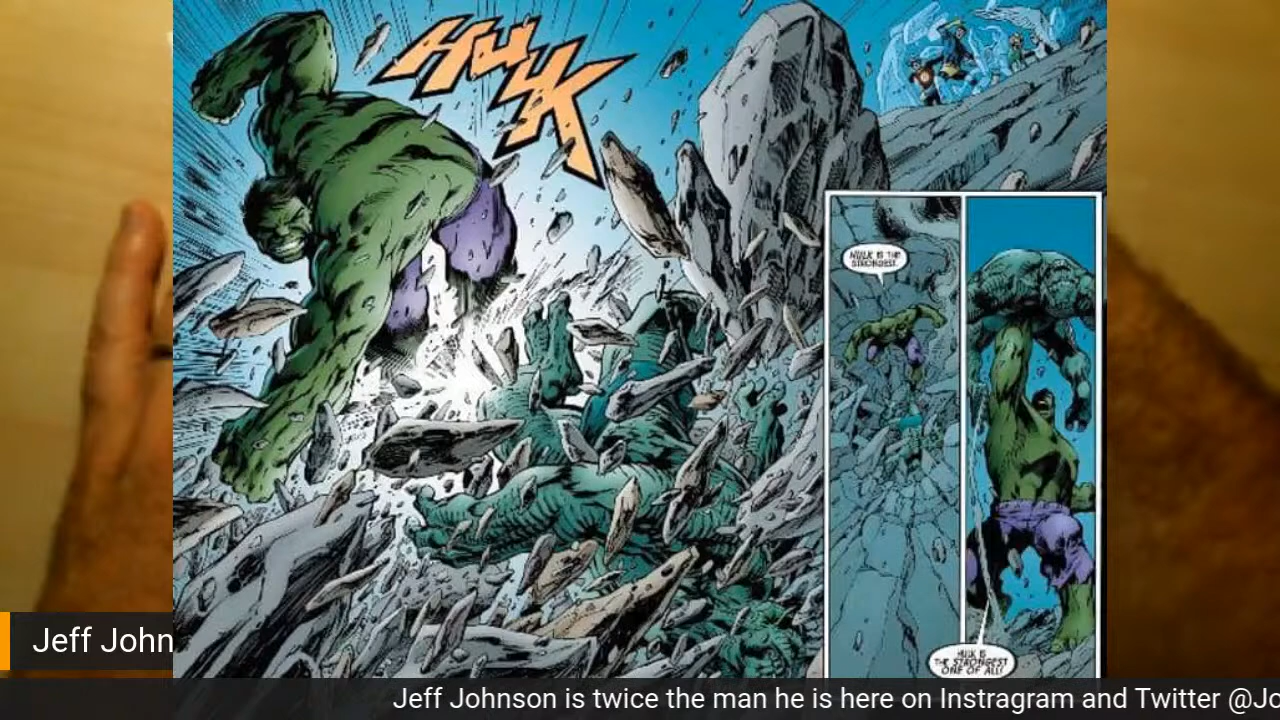 HULK
HULK IS THE
STRONGEST.
HULK IS
THE STRONGEST
ONE OF ALL!
Jeff John
Jeff Johnson is twice the man he is here on Instragram and Twitter @Jo